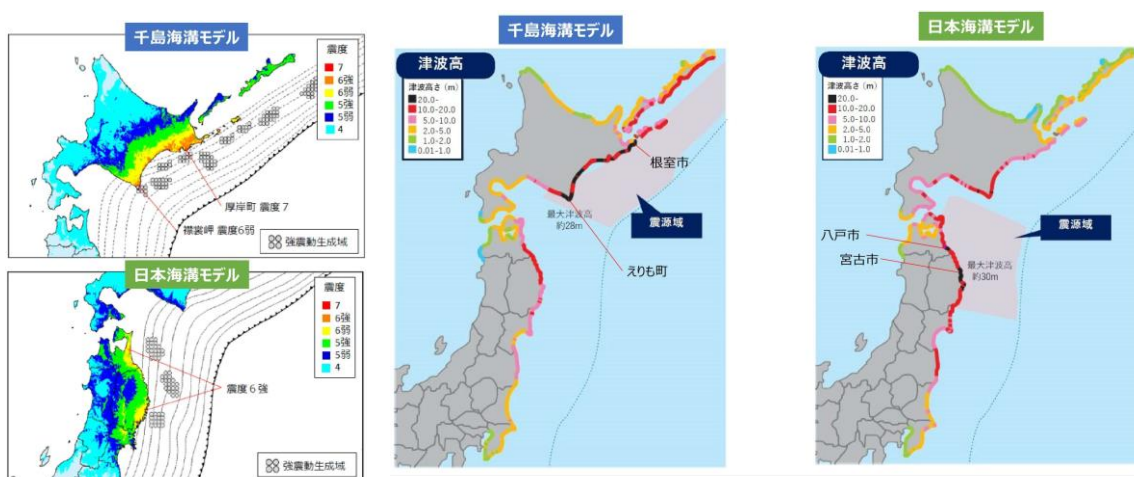 千島海溝モデル
震度
7
6強
6弱
5強
5弱
4
厚岸町 震度7
襟裳岬 震度6弱
強震動生成域
日本海溝モデル
震度
7
6強
6弱
5強
5弱
4
震度6強
強震動生成域
千島海溝モデル
津波高
津波高さ(m)
20.0-
10.0-20.0
5.0-10.0
2.0-5.0
1.0-2.0
0.01-1.0
根室市
震源域
最大津波高
約28m
えりも町
日本海溝モデル
津波高
津波高さ(m)
20.0-
10.0-20.0
5.0-10.0
2.0-5.0
1.0-2.0
0.01-1.0
震源域
八戸市
宮古市
最大津波高
約30m